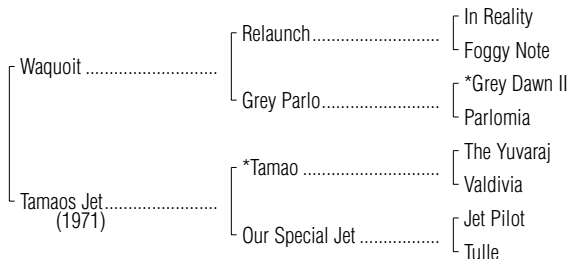 In Reality
Relaunch..............................
Foggy Note
Waquoit ...............................
*Grey Dawn II
Grey Parlo............................
Parlomia
The Yuvaraj
*Tamao ................................
Valdivia
Tamaos Jet..........................
(1971)
Jet Pilot
Our Special Jet ..................
Tulle